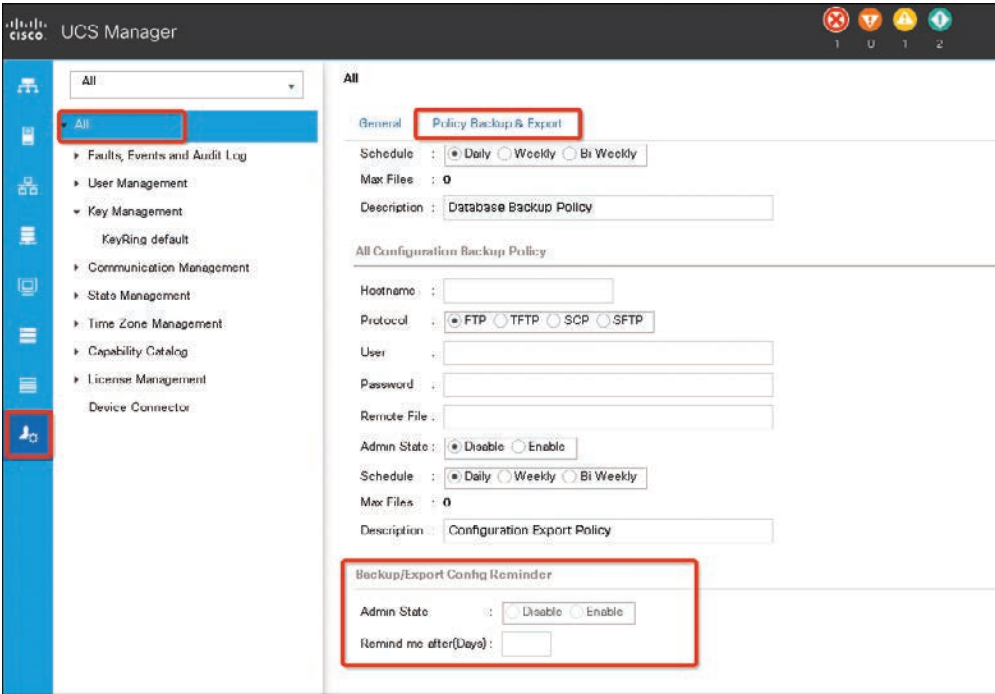 cisco. UCS Manager
1 0 1 2
All
All
Faults, Events and Audit Log
User Management
Key Management
KeyRing default
Communication Management
Stats Management
Time Zone Management
Capability Catalog
License Management
Device Connector
All
General Policy Backup & Export
Schedule : Daily Weekly Bi Weekly
Max Files : 0
Description : Database Backup Policy
All Configuration Backup Policy
Hostname :
Protocol : FTP TFTP SCP SFTP
User :
Password :
Remote File :
Admin State : Disable Enable
Schedule : Daily Weekly Bi Weekly
Max Files : 0
Description : Configuration Export Policy
Backup/Export Config Reminder
Admin State : Disable Enable
Remind me after(Days) :